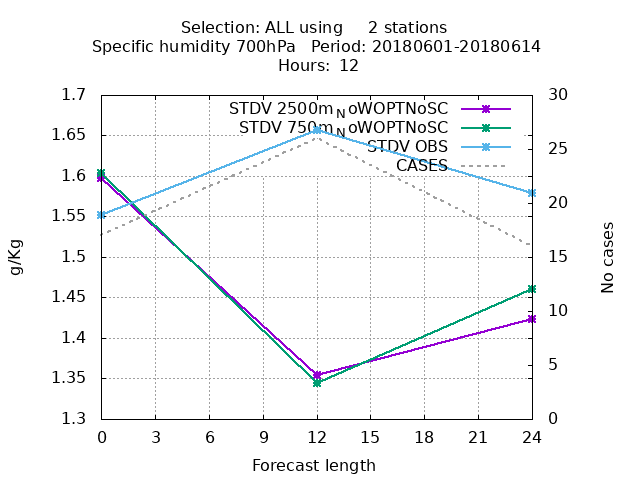 Selection: ALL using     2 stations
Specific humidity 700hPa   Period: 20180601-20180614
Hours:  12
1.7
1.65
1.6
1.55
1.5
1.45
1.4
1.35
1.3
30
25
20
15
10
5
0
STDV 2500m_NoWOPTNoSC
STDV 750m_NoWOPTNoSC
STDV OBS
CASES
g/Kg
No cases
0 3 6 9 12 15 18 21 24
Forecast length